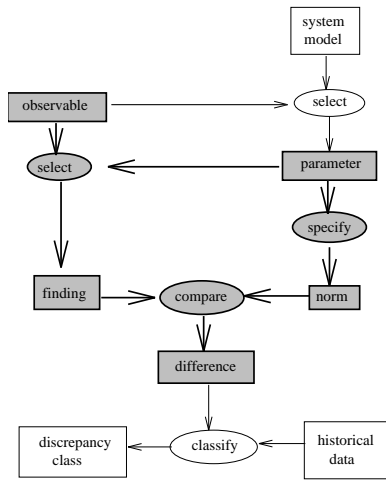 system
model
observable
select
select
parameter
specify
finding
compare
norm
difference
discrepancy
class
classify
historical
data